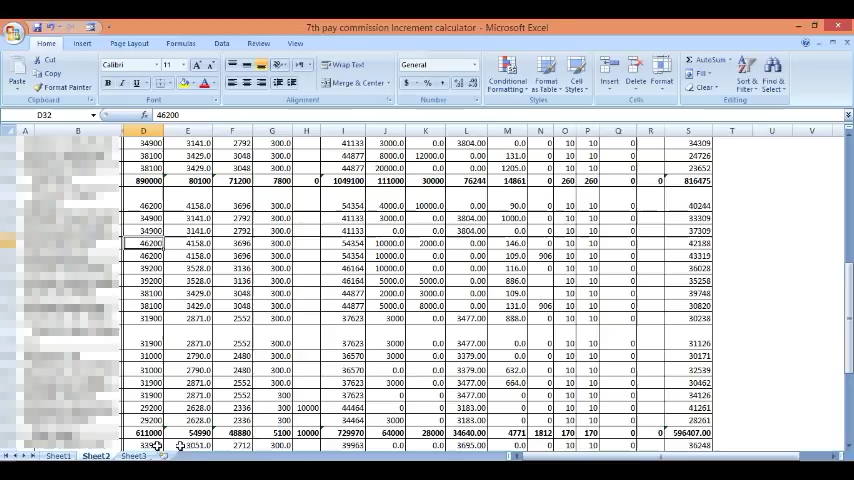 7th pay commission Increment calculator - Microsoft Excel
Home Insert Page Layout Formulas Data Review View
Cut Calibri 11 Wrap Text General AutoSum
Copy
Paste Format Painter Merge & Center Conditional Formatting Format as Table Cell Styles Insert Delete Format Fill Clear Sort & Filter Find & Select
Clipboard Font Alignment Number Styles Cells Editing
D32 fx 46200
A B D E F G H I J K L M N O P Q R S T U V
34900 3141.0 2792 300.0 41133 3000.0 0.0 3804.00 0.0 0 10 10 0 34309
38100 3429.0 3048 300.0 44877 8000.0 12000.0 0.00 131.0 0 10 10 0 24726
38100 3429.0 3048 300.0 44877 20000.0 0.0 0.00 1205.0 0 10 10 0 23652
890000 80100 71200 7800 0 1049100 111000 30000 76244 14861 0 260 260 0 0 816475
46200 4158.0 3696 300.0 54354 4000.0 10000.0 0.00 90.0 0 10 10 0 40244
34900 3141.0 2792 300.0 41133 3000.0 0.0 3804.00 1000.0 0 10 10 0 33309
34900 3141.0 2792 300.0 41133 0.0 0.0 3804.00 0.0 0 10 10 0 37309
46200 4158.0 3696 300.0 54354 10000.0 2000.0 0.00 146.0 0 10 10 0 42188
46200 4158.0 3696 300.0 54354 10000.0 0.0 0.00 109.0 906 10 10 0 43319
39200 3528.0 3136 300.0 46164 10000.0 0.0 0.00 116.0 0 10 10 0 36028
39200 3528.0 3136 300.0 46164 5000.0 5000.0 0.00 886.0 10 10 0 35258
38100 3429.0 3048 300.0 44877 2000.0 3000.0 0.00 109.0 10 10 0 39748
38100 3429.0 3048 300.0 44877 5000.0 8000.0 0.00 131.0 906 10 10 0 30820
31900 2871.0 2552 300.0 37623 3000 0.0 3477.00 888.0 0 10 10 0 30238
31900 2871.0 2552 300.0 37623 3000 0.0 3477.00 0.0 0 10 10 0 31126
31000 2790.0 2480 300.0 36570 3000 0.0 3379.00 0.0 0 10 10 0 30171
31000 2790.0 2480 300.0 36570 0.0 0.0 3379.00 632.0 0 10 10 0 32539
31900 2871.0 2552 300.0 37623 3000 0.0 3477.00 664.0 0 10 10 0 30462
31900 2871.0 2552 300 37623 0 0 3477.00 0 10 10 0 34126
29200 2628.0 2336 300 10000 44464 0 0 3183.00 0 0 10 10 0 41261
29200 2628.0 2336 300 34464 3000 0 3183.00 0 0 10 10 0 28261
611000 54990 48880 5100 10000 729970 64000 28000 34640.00 4771 1812 170 170 0 0 596407.00
3051.0 2712 300.0 39963 0.0 0.0 3695.00 0 0 10 10 0 36248
Sheet1 Sheet2 Sheet3